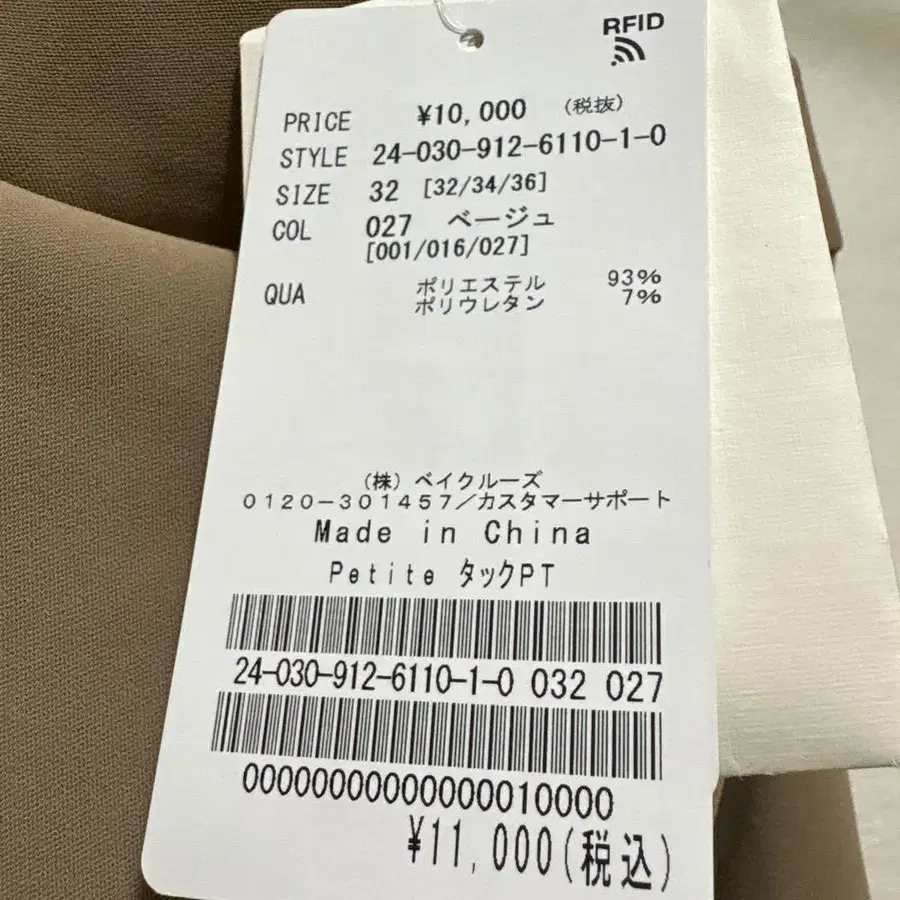 RFID
PRICE ¥10,000 (税抜)
STYLE 24-030-912-6110-1-0
SIZE 32 [32/34/36]
COL 027 ベージュ
[001/016/027]
QUA ポリエステル 93%
ポリウレタン 7%
(株)ベイクルーズ
0120-301457/カスタマーサポート
Made in China
Petite タックPT
24-030-912-6110-1-0 032 027
00000000000000010000
¥11,000(税込)